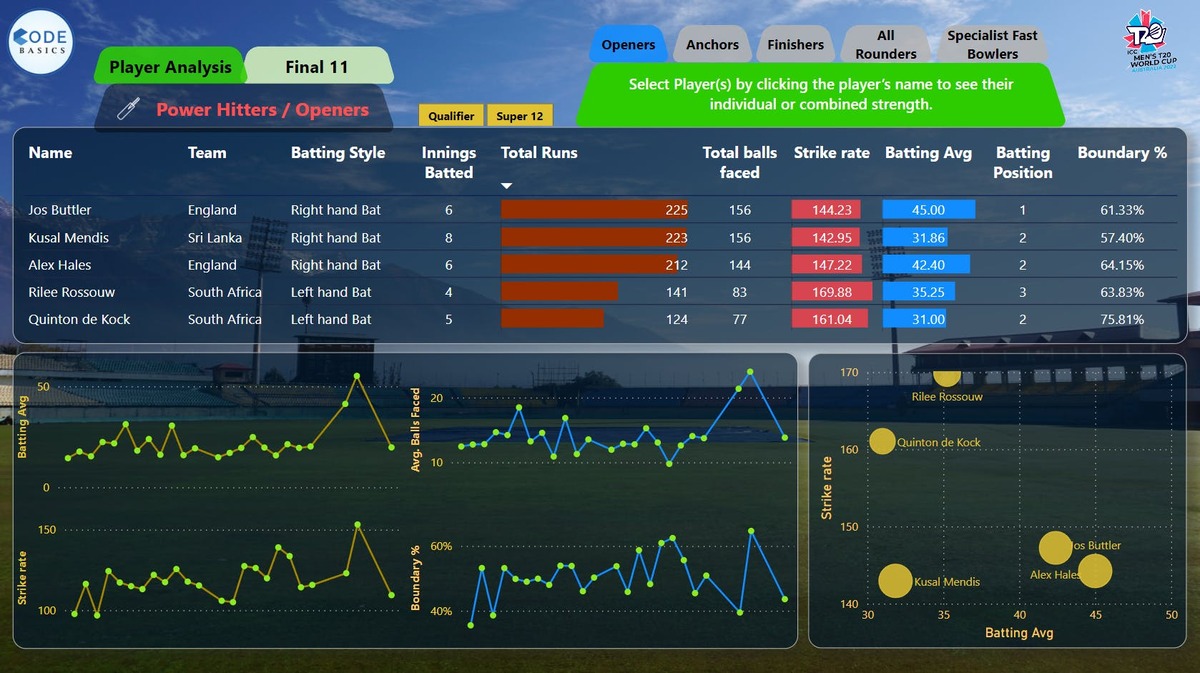 CODE
BASICS
Player Analysis
Final 11
Power Hitters / Openers
Qualifier
Super 12
Openers
Anchors
Finishers
All
Rounders
Specialist Fast
Bowlers
Select Player(s) by clicking the player's name to see their
individual or combined strength.
ICC
T20
MEN'S T20
WORLD CUP
AUSTRALIA 2022
Name Team Batting Style Innings Batted Total Runs Total balls faced Strike rate Batting Avg Batting Position Boundary %
Jos Buttler England Right hand Bat 6 225 156 144.23 45.00 1 61.33%
Kusal Mendis Sri Lanka Right hand Bat 8 223 156 142.95 31.86 2 57.40%
Alex Hales England Right hand Bat 6 212 144 147.22 42.40 2 64.15%
Rilee Rossouw South Africa Left hand Bat 4 141 83 169.88 35.25 3 63.83%
Quinton de Kock South Africa Left hand Bat 5 124 77 161.04 31.00 2 75.81%
Batting Avg
50
0
Avg. Balls Faced
20
10
Strike rate
150
100
Boundary %
60%
40%
Strike rate
170
160
150
140
Rilee Rossouw
Quinton de Kock
Jos Buttler
Alex Hales
Kusal Mendis
30 35 40 45 50
Batting Avg